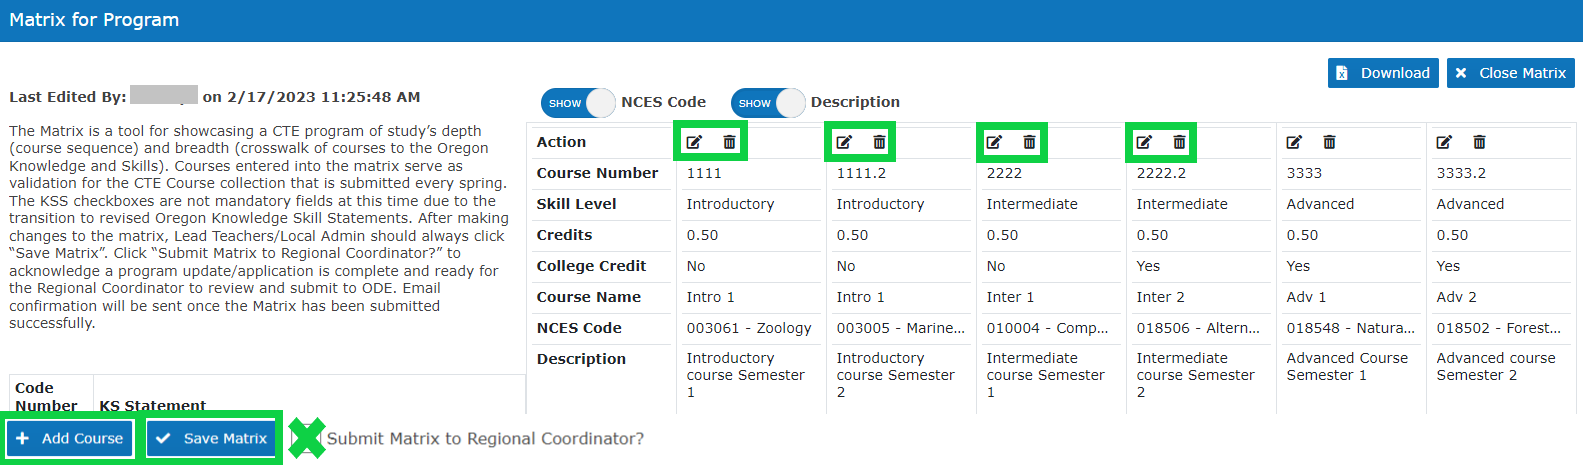 Matrix for Program
Download
Close Matrix
Last Edited By: on 2/17/2023 11:25:48 AM
SHOW NCES Code SHOW Description
The Matrix is a tool for showcasing a CTE program of study’s depth
(course sequence) and breadth (crosswalk of courses to the Oregon
Knowledge and Skills). Courses entered into the matrix serve as
validation for the CTE Course collection that is submitted every spring.
The KSS checkboxes are not mandatory fields at this time due to the
transition to revised Oregon Knowledge Skill Statements. After making
changes to the matrix, Lead Teachers/Local Admin should always click
“Save Matrix”. Click “Submit Matrix to Regional Coordinator?” to
acknowledge a program update/application is complete and ready for
the Regional Coordinator to review and submit to ODE. Email
confirmation will be sent once the Matrix has been submitted
successfully.
Action
Course Number 1111 1111.2 2222 2222.2 3333 3333.2
Skill Level Introductory Introductory Intermediate Intermediate Advanced Advanced
Credits 0.50 0.50 0.50 0.50 0.50 0.50
College Credit No No No Yes Yes Yes
Course Name Intro 1 Intro 1 Inter 1 Inter 2 Adv 1 Adv 2
NCES Code 003061 - Zoology 003005 - Marine... 010004 - Comp... 018506 - Altern... 018548 - Natura... 018502 - Forest...
Description Introductory Introductory Intermediate Intermediate Advanced Course Advanced course
course Semester course Semester course Semester course Semester Semester 1 Semester 2
1 2 1 2
Code
Number KS Statement
Add Course Save Matrix Submit Matrix to Regional Coordinator?